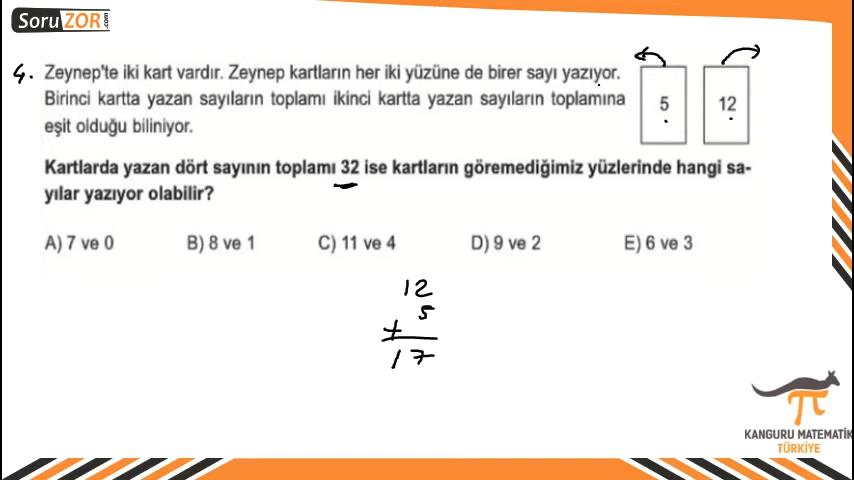 SoruZOR.com
4. Zeynep'te iki kart vardır. Zeynep kartların her iki yüzüne de birer sayı yazıyor.
Birinci kartta yazan sayıların toplamı ikinci kartta yazan sayıların toplamına
eşit olduğu biliniyor.
5
12
Kartlarda yazan dört sayının toplamı 32 ise kartların göremediğimiz yüzlerinde hangi sa-
yılar yazıyor olabilir?
A) 7 ve 0 B) 8 ve 1 C) 11 ve 4 D) 9 ve 2 E) 6 ve 3
12
5
+
17
KANGURU MATEMATİK
TÜRKİYE